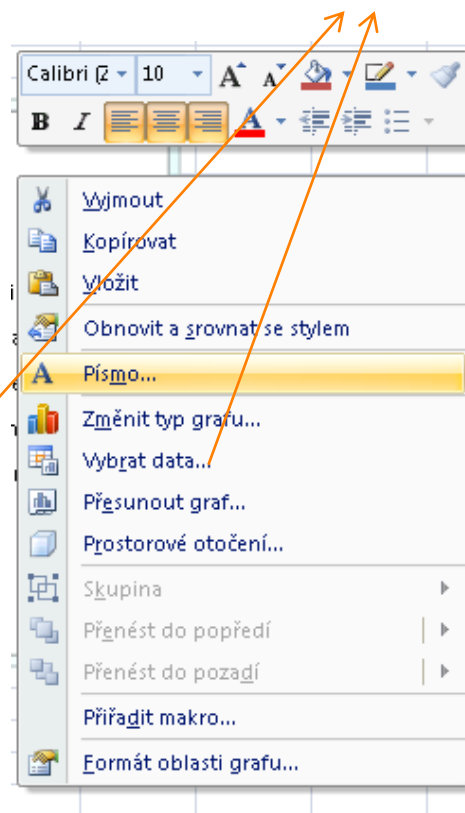 Calibri (Z 10 A A
B I A
Vyjmout
Kopírovat
Vložit
Obnovit a srovnat se stylem
A Písmo...
Změnit typ grafu...
Vybrat data...
Přesunout graf...
Prostorové otočení...
Skupina
Přenést do popředí
Přenést do pozadí
Přiřadit makro...
Formát oblasti grafu...